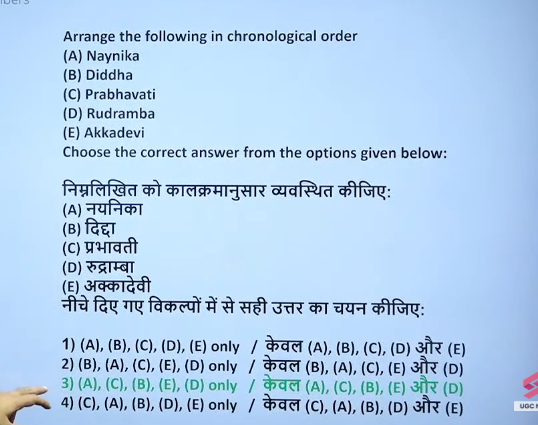 Arrange the following in chronological order
(A) Naynika
(B) Diddha
(C) Prabhavati
(D) Rudramba
(E) Akkadevi
Choose the correct answer from the options given below:
निम्नलिखित को कालक्रमानुसार व्यवस्थित कीजिए:
(A) नयनिका
(B) दिद्दा
(C) प्रभावती
(D) रुद्राम्बा
(E) अक्कादेवी
नीचे दिए गए विकल्पों में से सही उत्तर का चयन कीजिए:
1) (A), (B), (C), (D), (E) only / केवल (A), (B), (C), (D) और (E)
2) (B), (A), (C), (E), (D) only / केवल (B), (A), (C), (E) और (D)
3) (A), (C), (B), (E), (D) only / केवल (A), (C), (B), (E) और (D)
4) (C), (A), (B), (D), (E) only / केवल (C), (A), (B), (D) और (E)
UGC